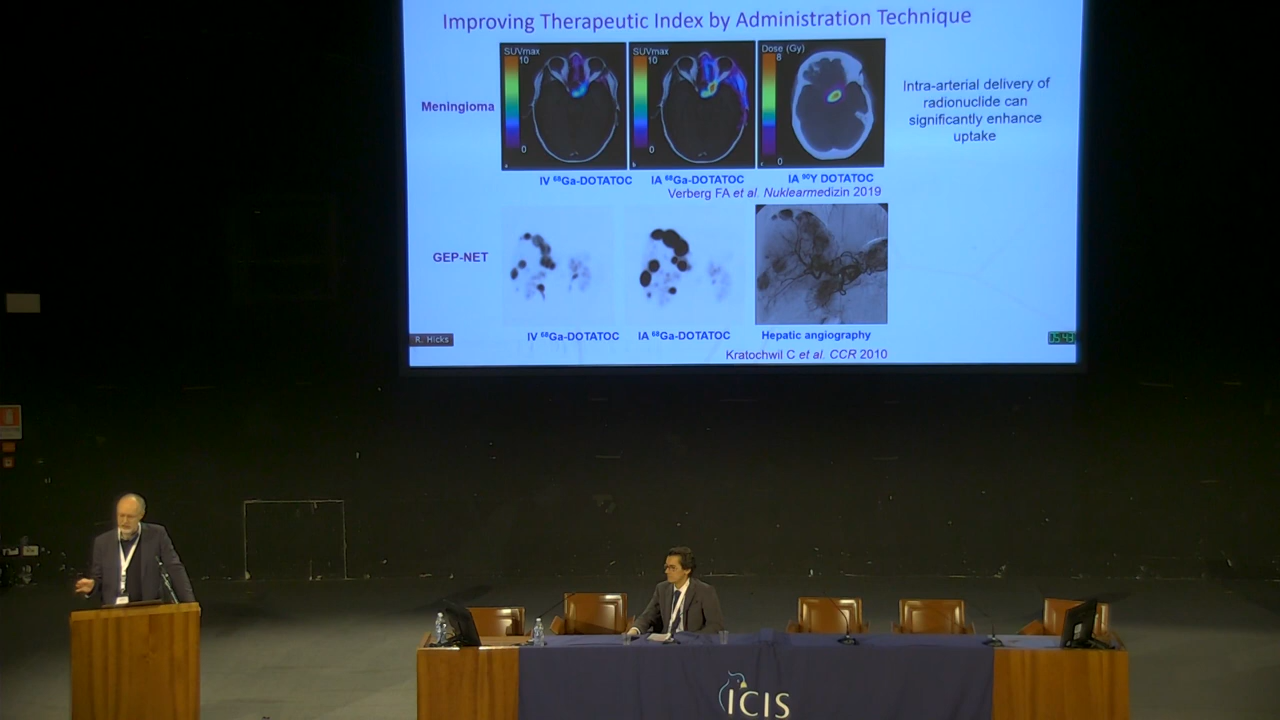 Improving Therapeutic Index by Administration Technique
SUVmax
10
0
SUVmax
10
0
Dose (Gy)
8
0
Meningioma
Intra-arterial delivery of
radionuclide can
significantly enhance
uptake
IV ⁶⁸Ga-DOTATOC
IA ⁶⁸Ga-DOTATOC
IA ⁹⁰Y DOTATOC
Verberg FA et al. Nuklearmedizin 2019
GEP-NET
IV ⁶⁸Ga-DOTATOC
IA ⁶⁸Ga-DOTATOC
Hepatic angiography
R. Hicks
15:43
Kratochwil C et al. CCR 2010
ICIS